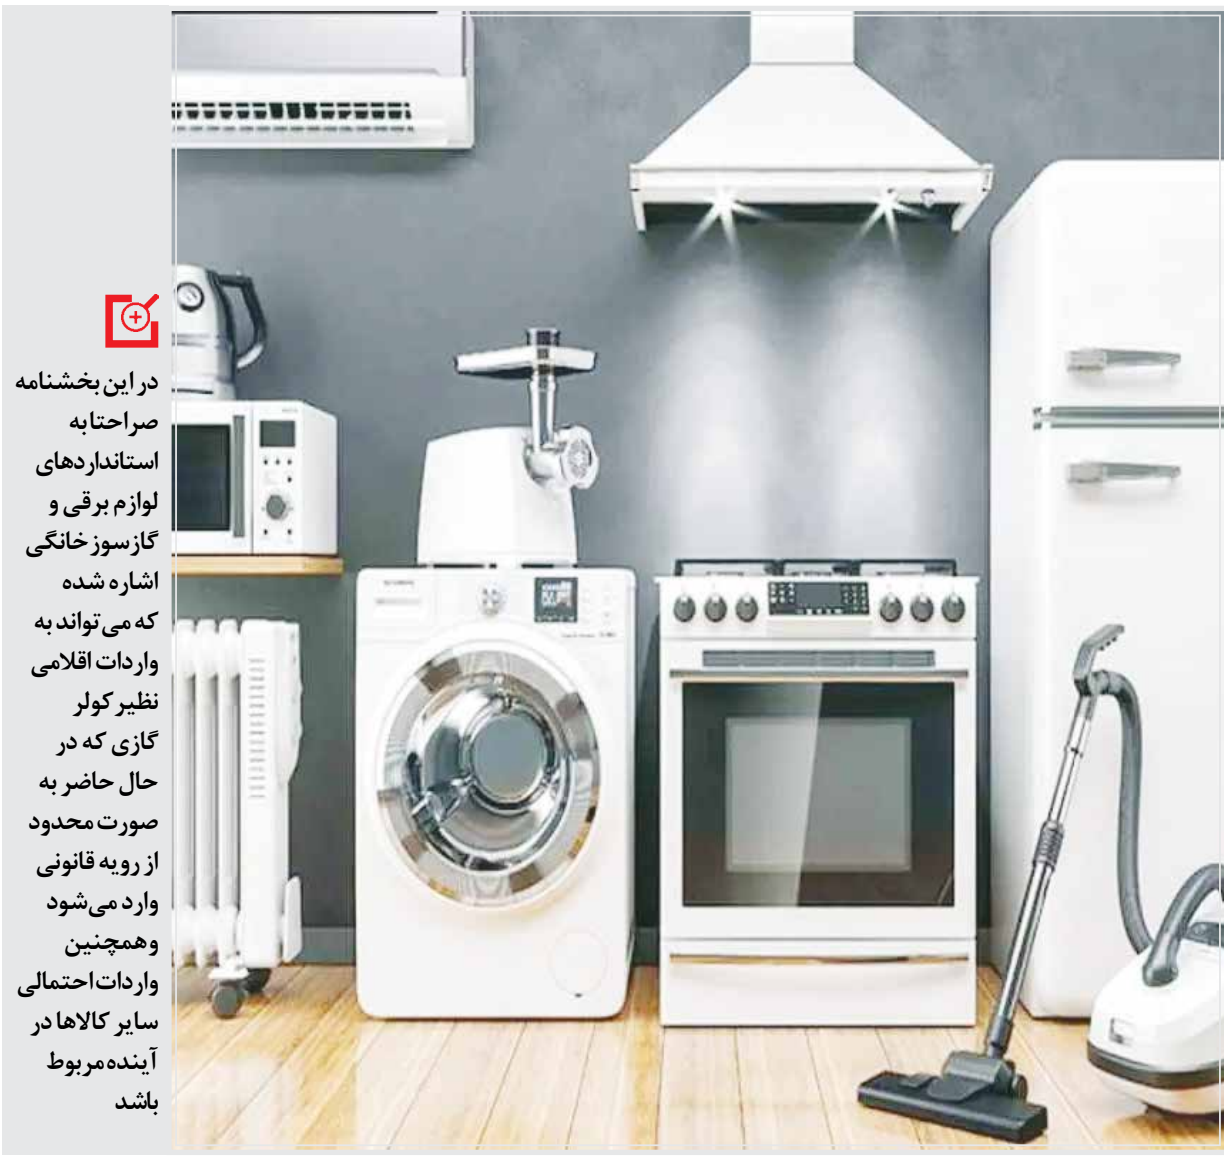 در این بخشنامه
صراحتا به
استانداردهای
لوازم برقی و
گازسوز خانگی
اشاره شده
که می‌تواند به
واردات اقلامی
نظیر کولر
گازی که در
حال حاضر به
صورت محدود
از رویه قانونی
وارد می‌شود
و همچنین
واردات احتمالی
سایر کالاها در
آینده مربوط
باشد